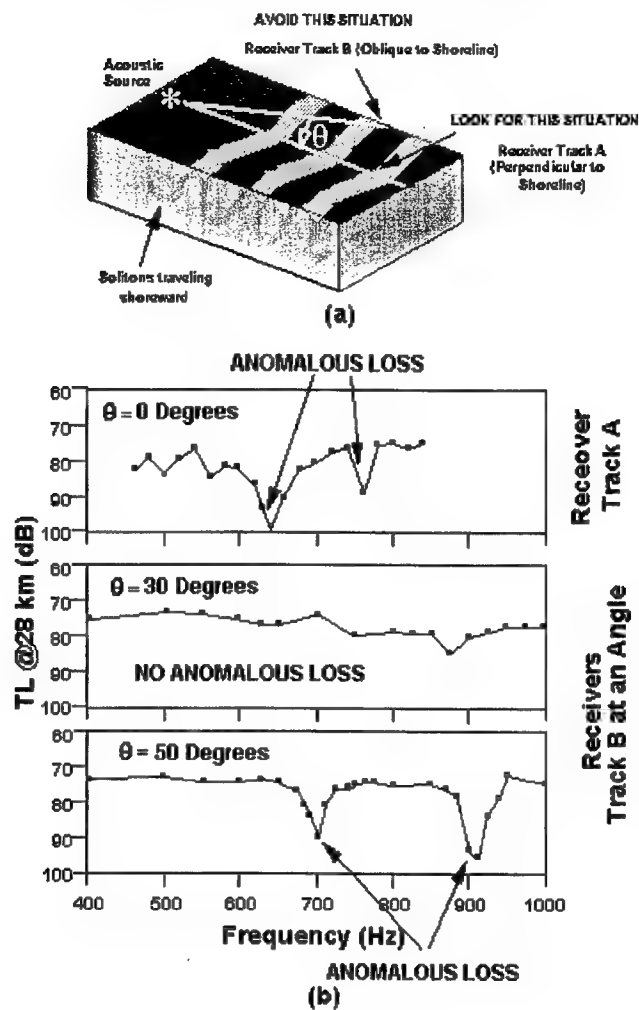 AVOID THIS SITUATION
Receiver Track B (Oblique to Shoreline)
Acoustic
Source
*
θ
LOOK FOR THIS SITUATION
Receiver Track A
(Perpendicular to
Shoreline)
Solitons traveling
shoreward
(a)
ANOMALOUS LOSS
60
70
80
90
100
θ = 0 Degrees
Receover
Track A
TL @28 km (dB)
60
70
80
90
100
θ = 30 Degrees
NO ANOMALOUS LOSS
Receivers
Track B at an Angle
60
70
80
90
100
θ = 50 Degrees
400 500 600 700 800 900 1000
Frequency (Hz)
ANOMALOUS LOSS
(b)